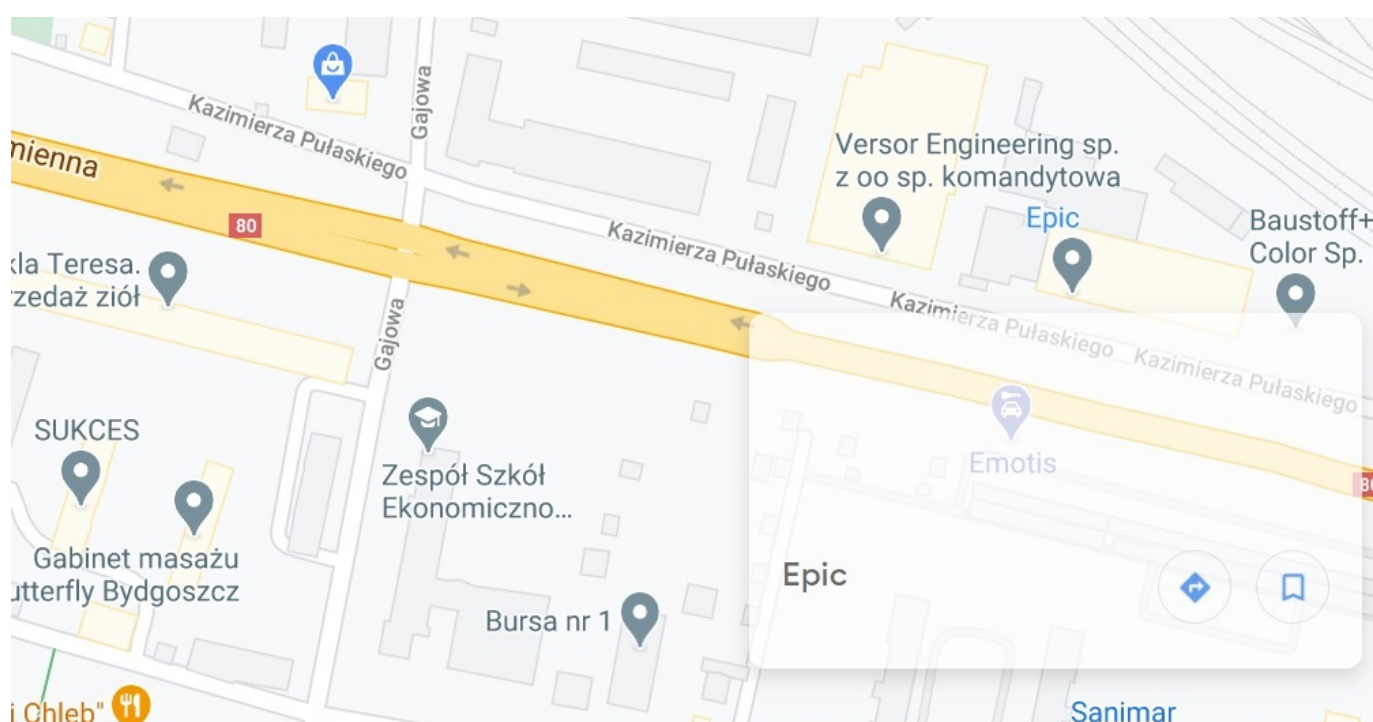 Kazimierza Pułaskiego
Gajowa
mienna
80
Kazimierza Pułaskiego
Versor Engineering sp.
z oo sp. komandytowa
Epic
Baustoff+
Color Sp.
kla Teresa.
rzedaż ziół
Gajowa
Kazimierza Pułaskiego
Kazimierza Pułaskiego
SUKCES
Zespół Szkół
Ekonomiczno...
Emotis
80
Gabinet masażu
utterfly Bydgoszcz
Bursa nr 1
Epic
i Chleb"
Sanimar